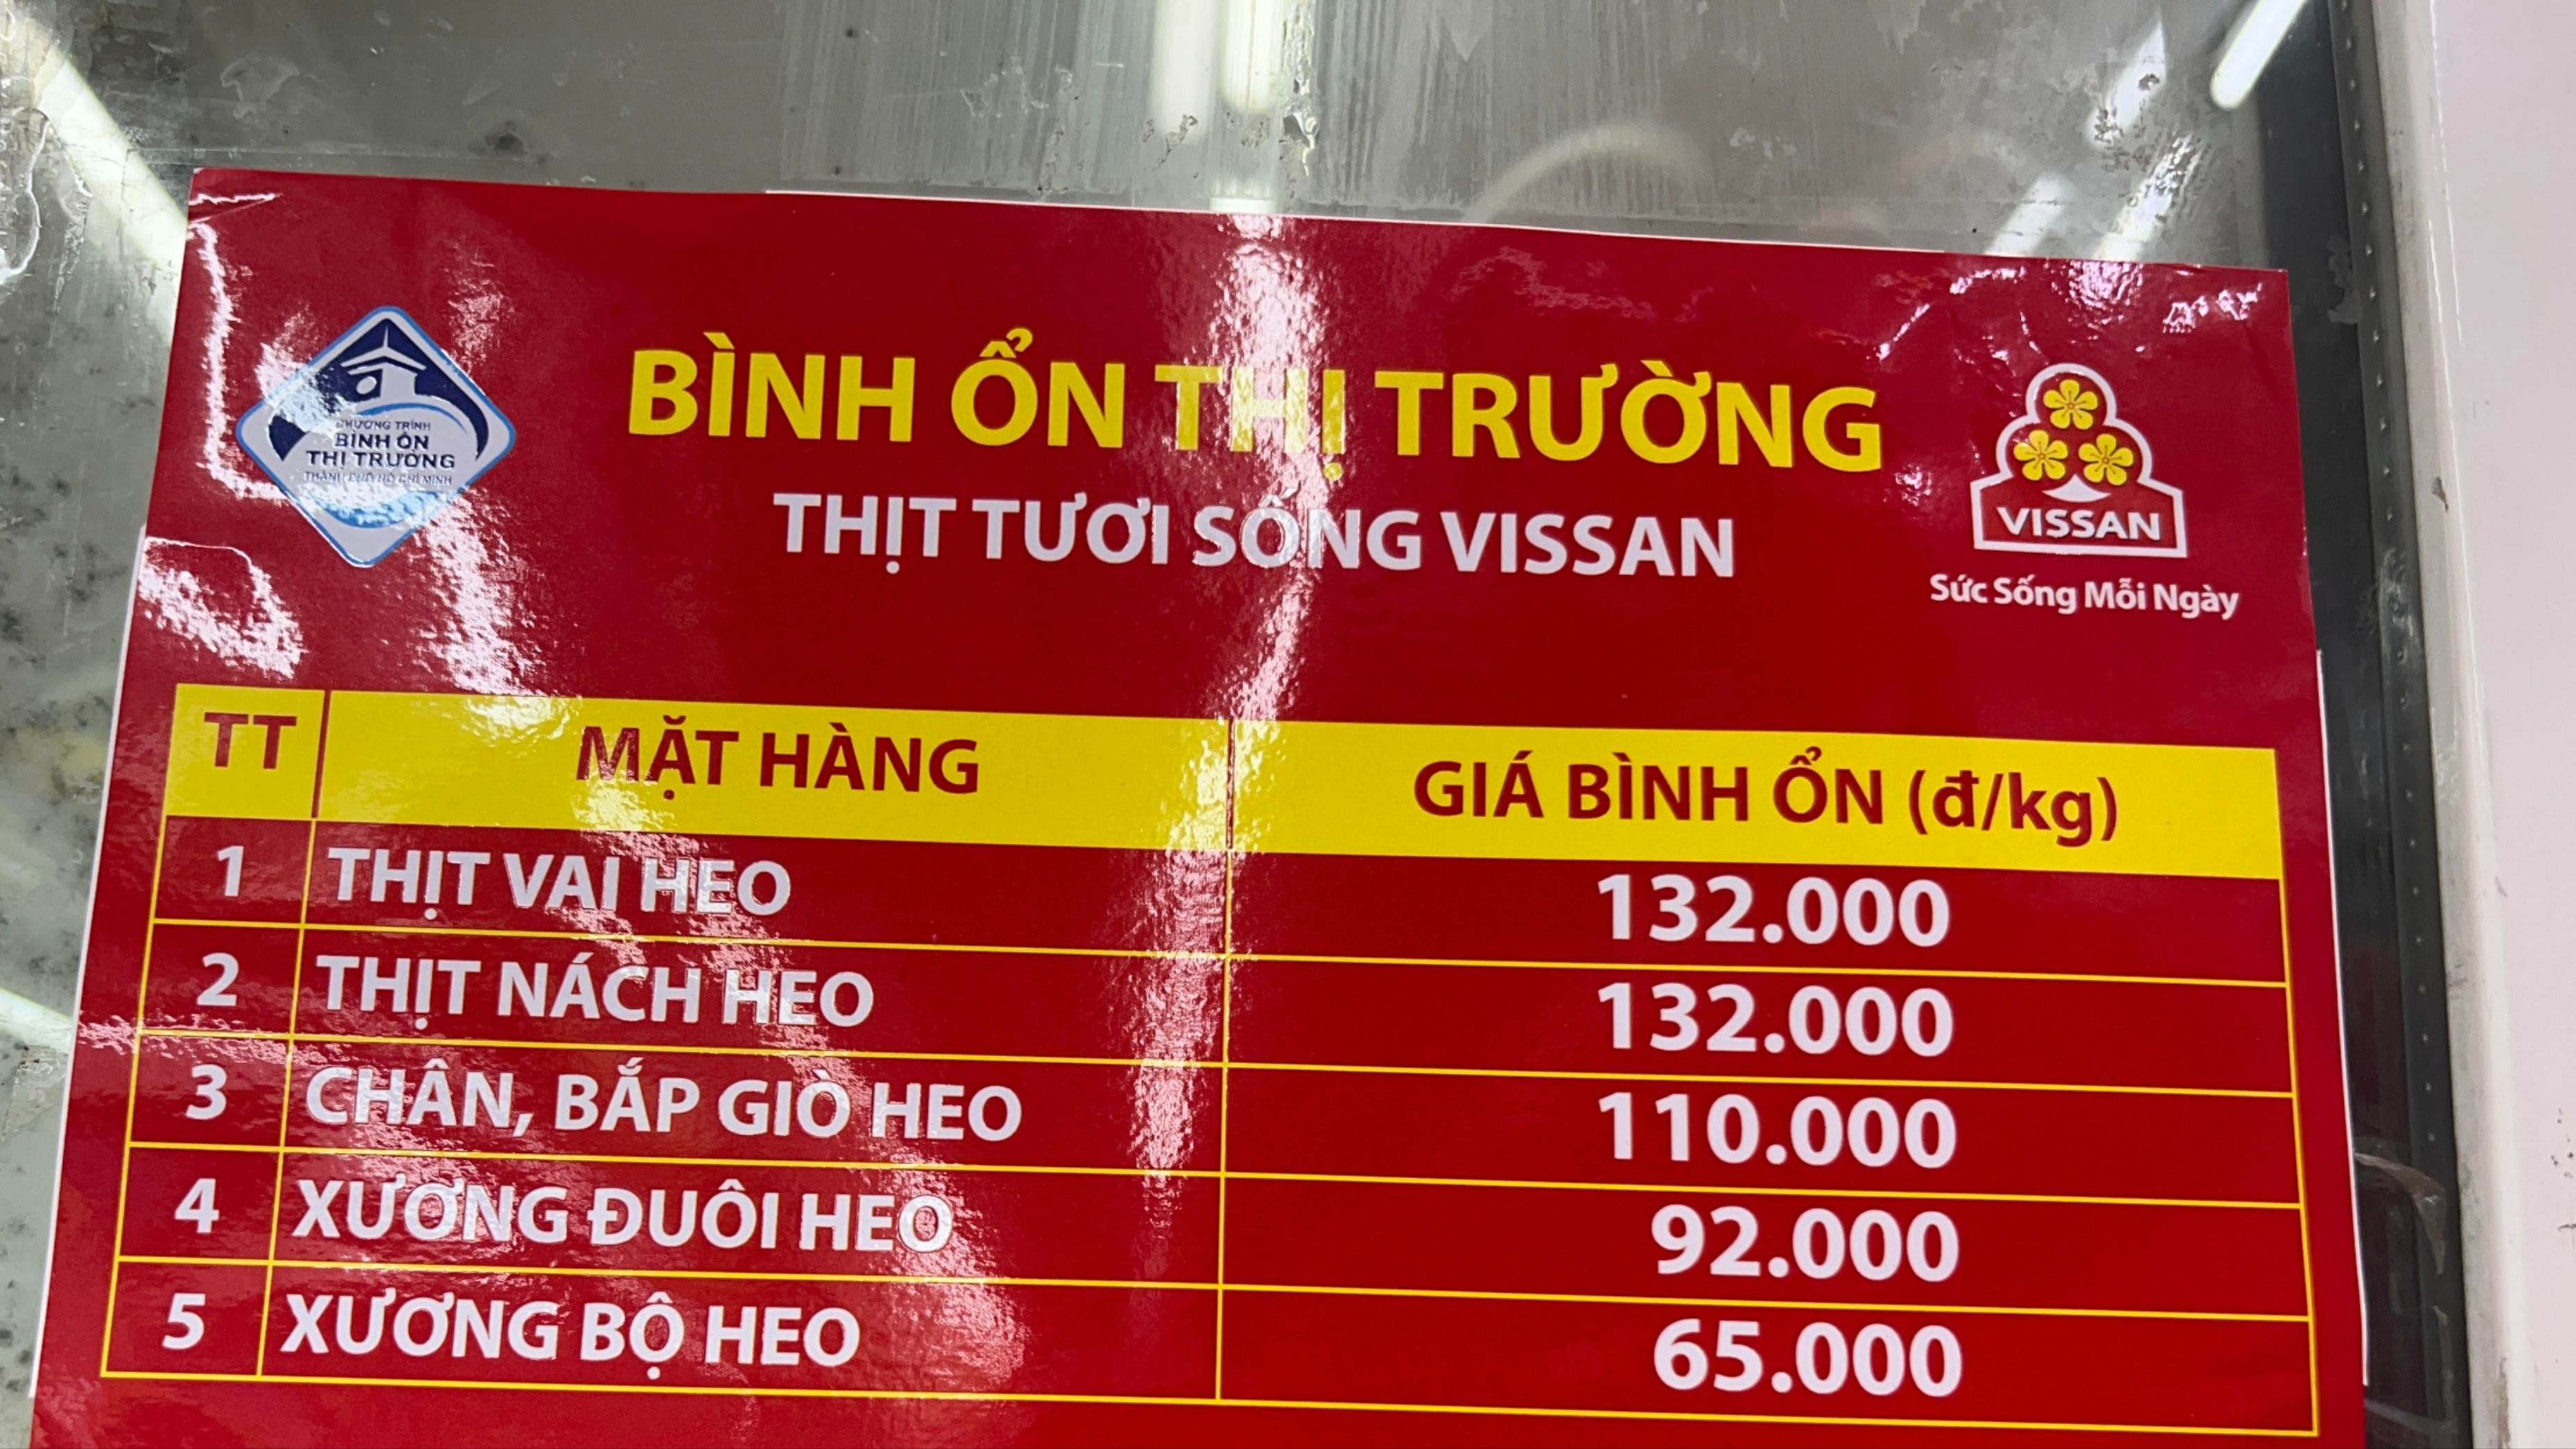 CHƯƠNG TRÌNH
BÌNH ỔN
THỊ TRƯỜNG
THÀNH PHỐ HỒ CHÍ MINH
BÌNH ỔN THỊ TRƯỜNG
THỊT TƯƠI SỐNG VISSAN
VISSAN
Sức Sống Mỗi Ngày
TT MẶT HÀNG GIÁ BÌNH ỔN (đ/kg)
1 THỊT VAI HEO 132.000
2 THỊT NÁCH HEO 132.000
3 CHÂN, BẮP GIÒ HEO 110.000
4 XƯƠNG ĐUÔI HEO 92.000
5 XƯƠNG BỘ HEO 65.000